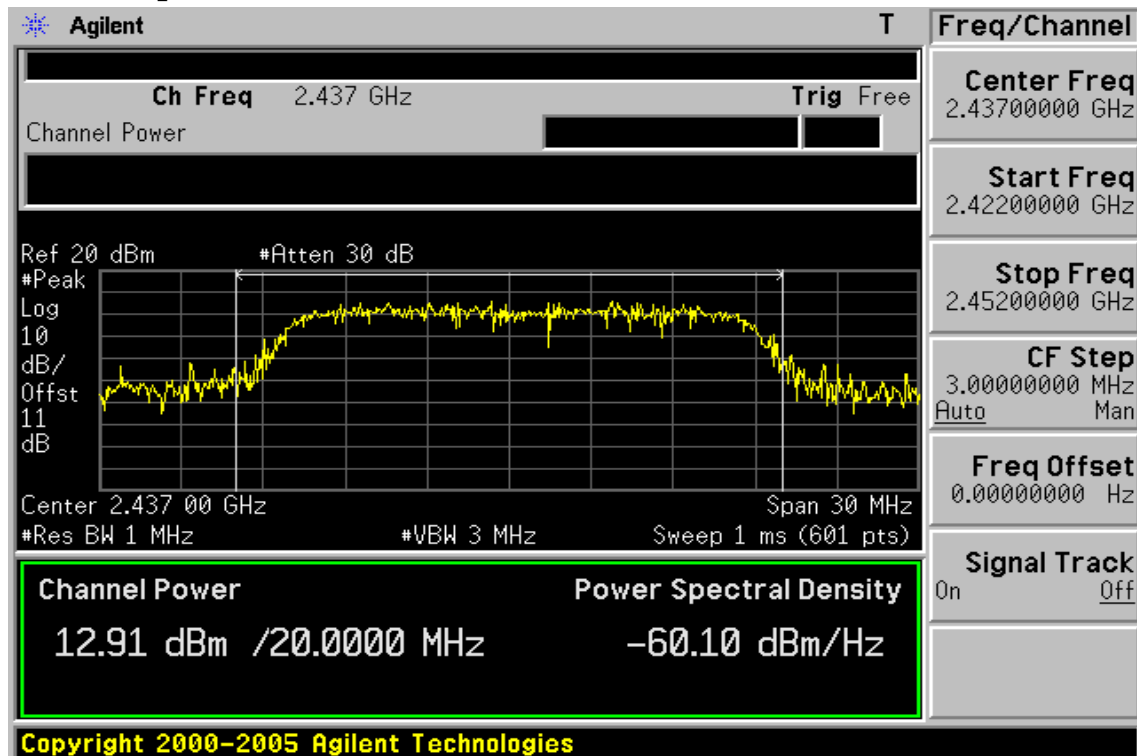 Agilent T Freq/Channel
Ch Freq 2.437 GHz Trig Free
Channel Power
Ref 20 dBm #Atten 30 dB
#Peak
Log
10
dB/
Offst
11
dB
Center 2.437 00 GHz Span 30 MHz
#Res BW 1 MHz #VBW 3 MHz Sweep 1 ms (601 pts)
Channel Power Power Spectral Density
12.91 dBm /20.0000 MHz -60.10 dBm/Hz
Copyright 2000-2005 Agilent Technologies
Center Freq
2.43700000 GHz
Start Freq
2.42200000 GHz
Stop Freq
2.45200000 GHz
CF Step
3.00000000 MHz
Auto Man
Freq Offset
0.00000000 Hz
Signal Track
On Off